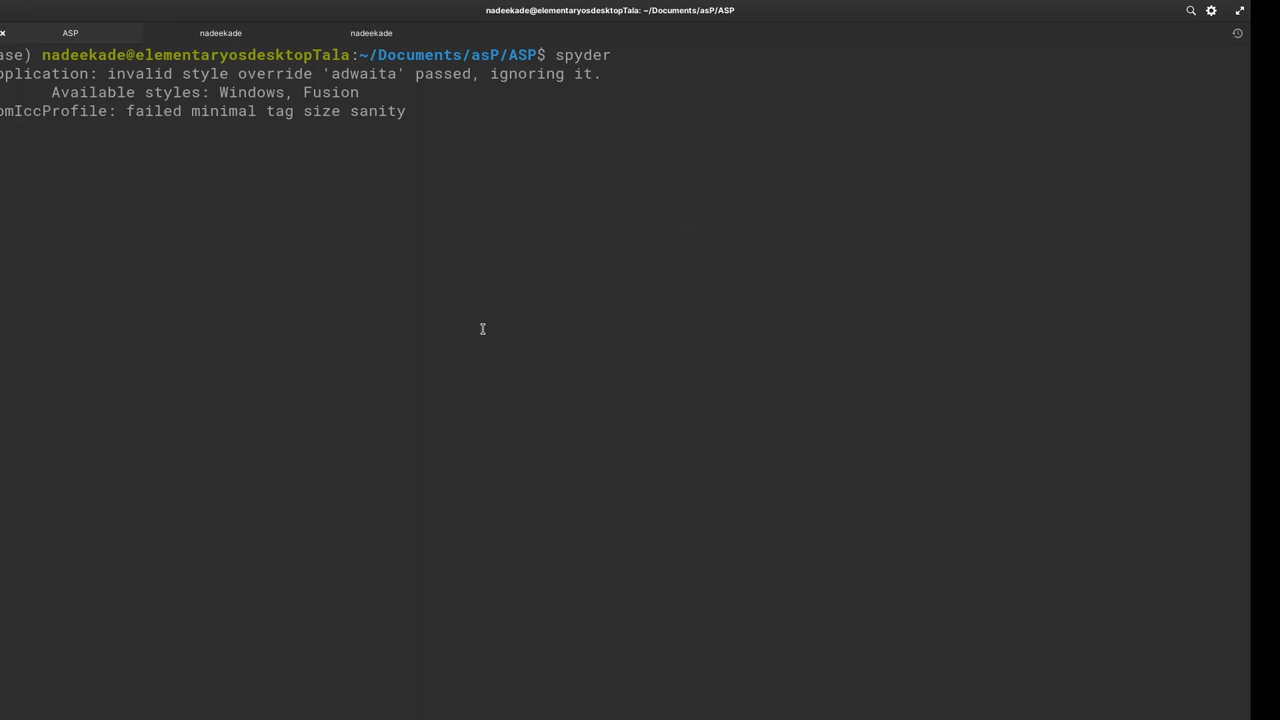 nadeekade@elementaryosdesktopTala: ~/Documents/asP/ASP
ASP nadeekade nadeekade
ase) nadeekade@elementaryosdesktopTala:~/Documents/asP/ASP$ spyder
pplication: invalid style override 'adwaita' passed, ignoring it.
Available styles: Windows, Fusion
omIccProfile: failed minimal tag size sanity